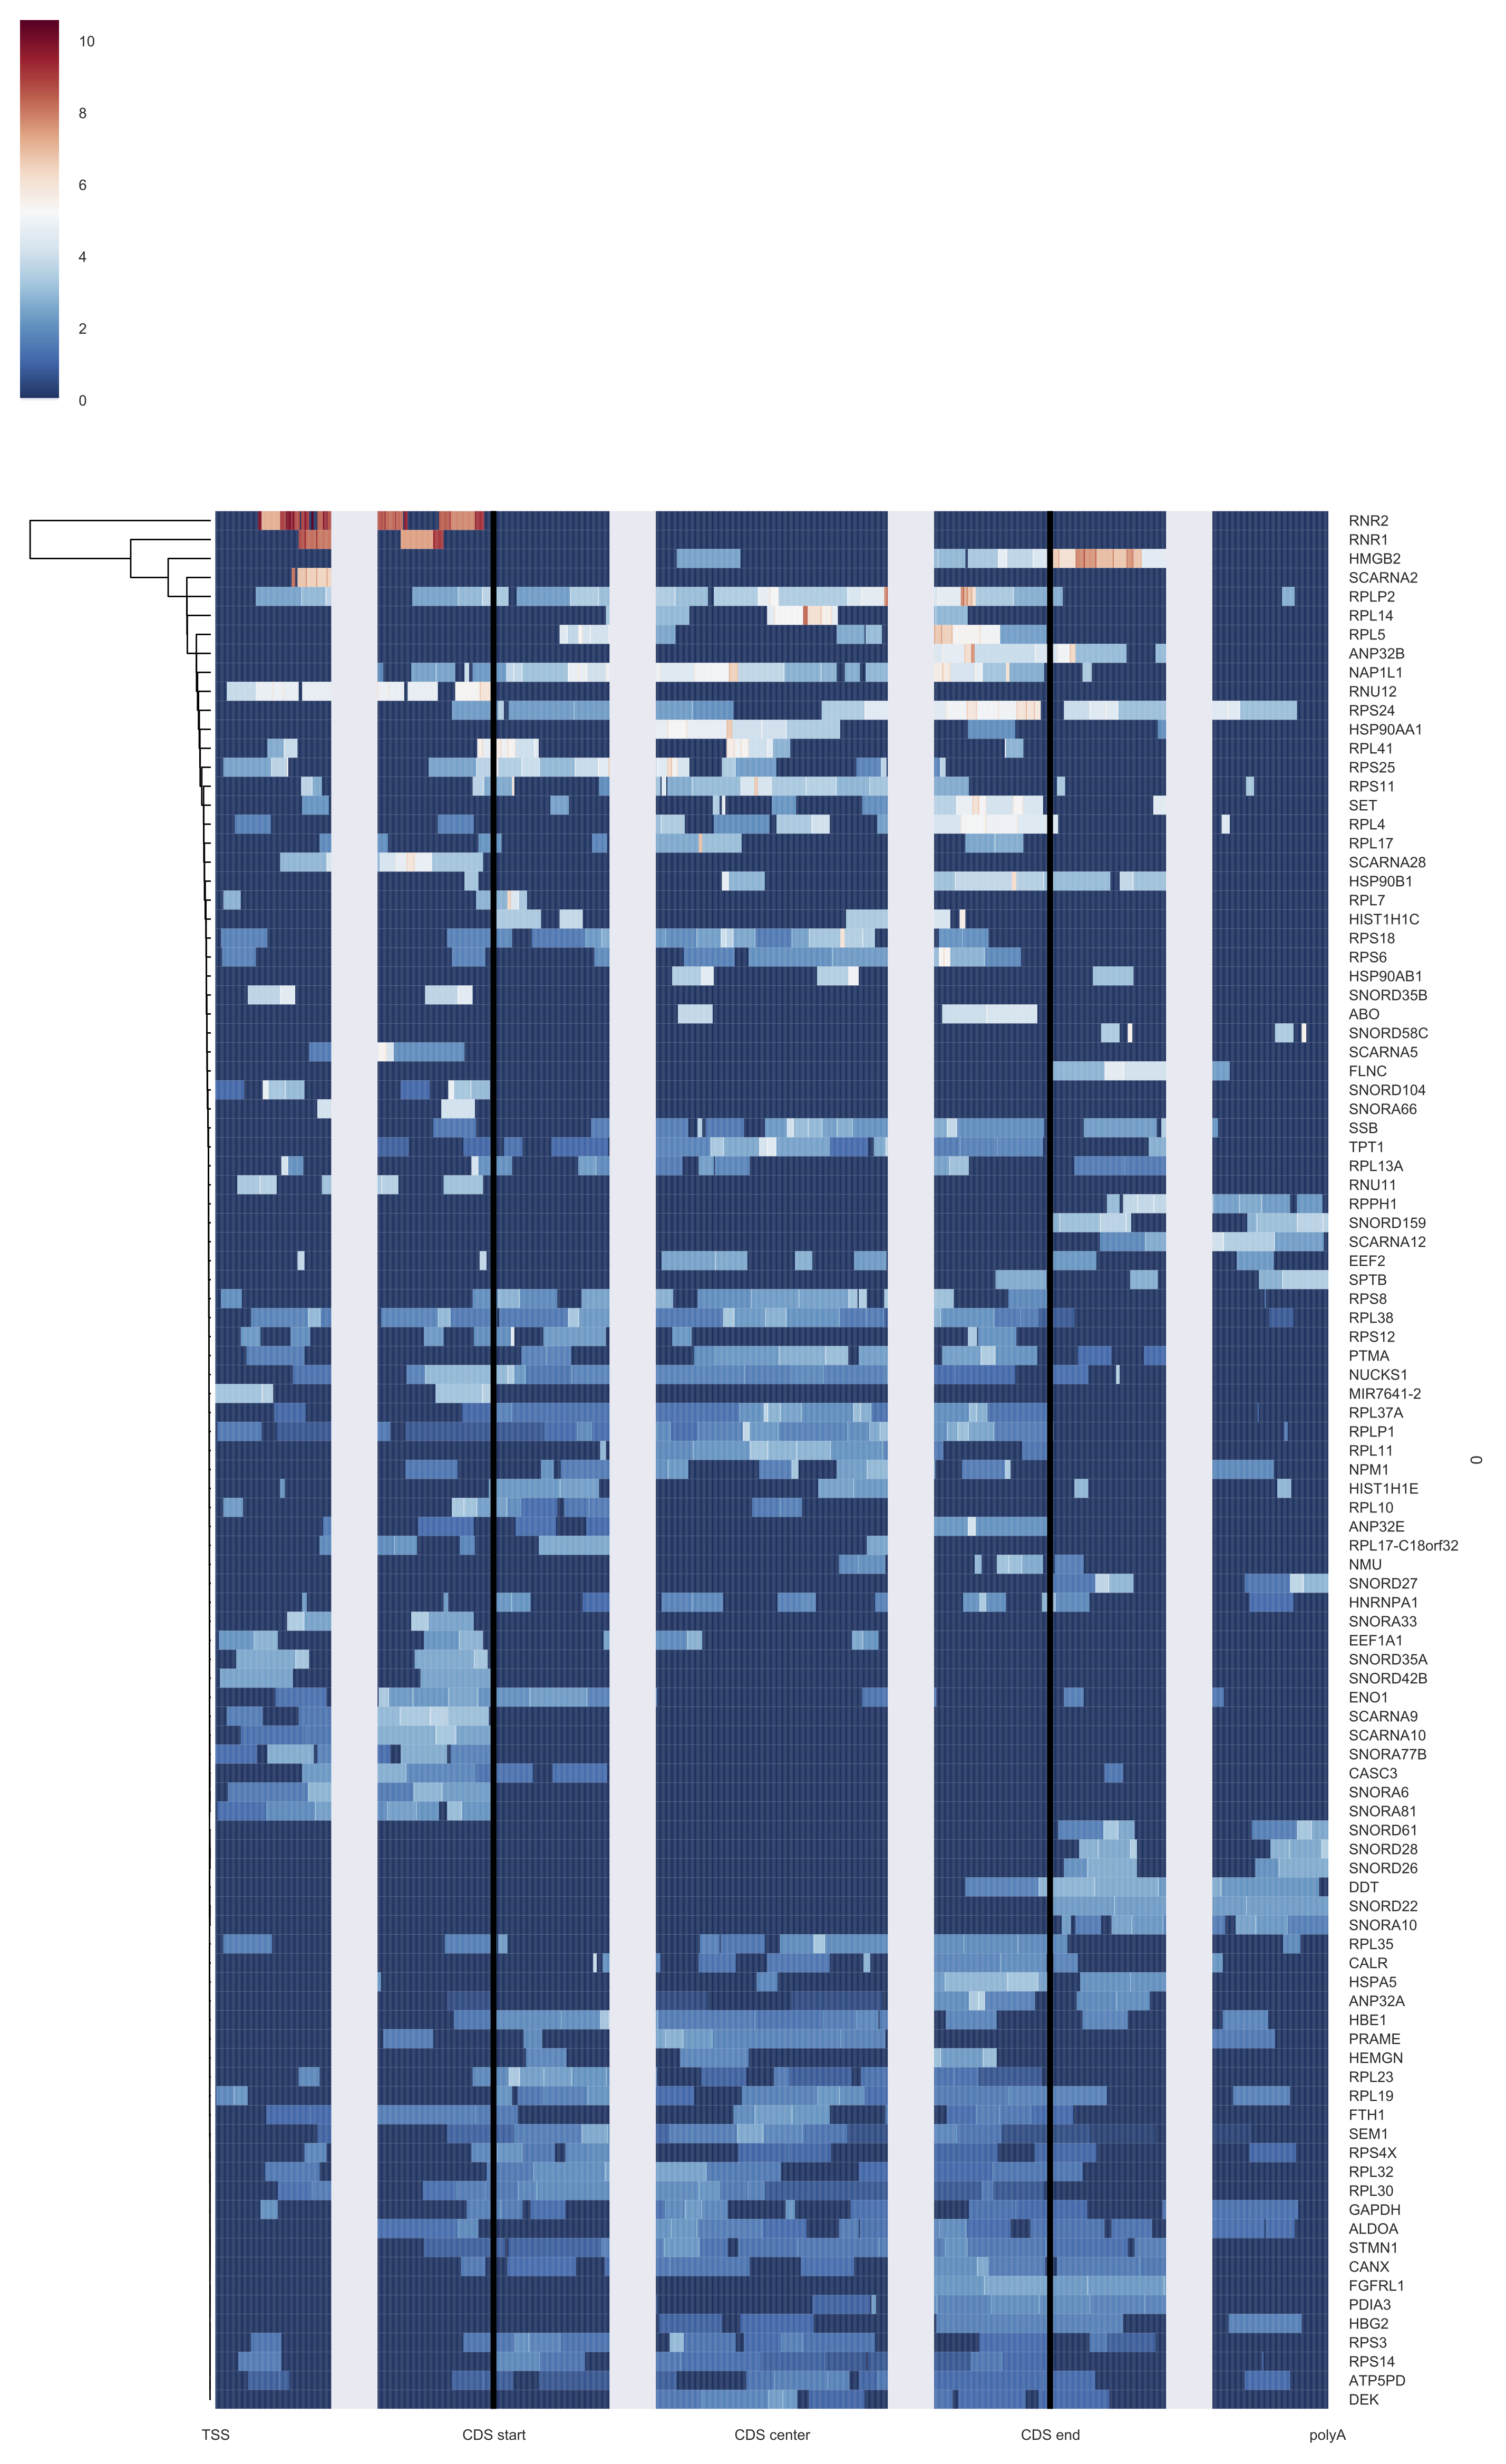 10
8
6
4
2
0
RNR2
RNR1
HMGB2
SCARNA2
RPLP2
RPL14
RPL5
ANP32B
NAP1L1
RNU12
RPS24
HSP90AA1
RPL41
RPS25
RPS11
SET
RPL4
RPL17
SCARNA28
HSP90B1
RPL7
HIST1H1C
RPS18
RPS6
HSP90AB1
SNORD35B
ABO
SNORD58C
SCARNA5
FLNC
SNORD104
SNORA66
SSB
TPT1
RPL13A
RNU11
RPPH1
SNORD159
SCARNA12
EEF2
SPTB
RPS8
RPL38
RPS12
PTMA
NUCKS1
MIR7641-2
RPL37A
RPLP1
RPL11
0
NPM1
HIST1H1E
RPL10
ANP32E
RPL17-C18orf32
NMU
SNORD27
HNRNPA1
SNORA33
EEF1A1
SNORD35A
SNORD42B
ENO1
SCARNA9
SCARNA10
SNORA77B
CASC3
SNORA6
SNORA81
SNORD61
SNORD28
SNORD26
DDT
SNORD22
SNORA10
RPL35
CALR
HSPA5
ANP32A
HBE1
PRAME
HEMGN
RPL23
RPL19
FTH1
SEM1
RPS4X
RPL32
RPL30
GAPDH
ALDOA
STMN1
CANX
FGFRL1
PDIA3
HBG2
RPS3
RPS14
ATP5PD
DEK
TSS CDS start CDS center CDS end polyA